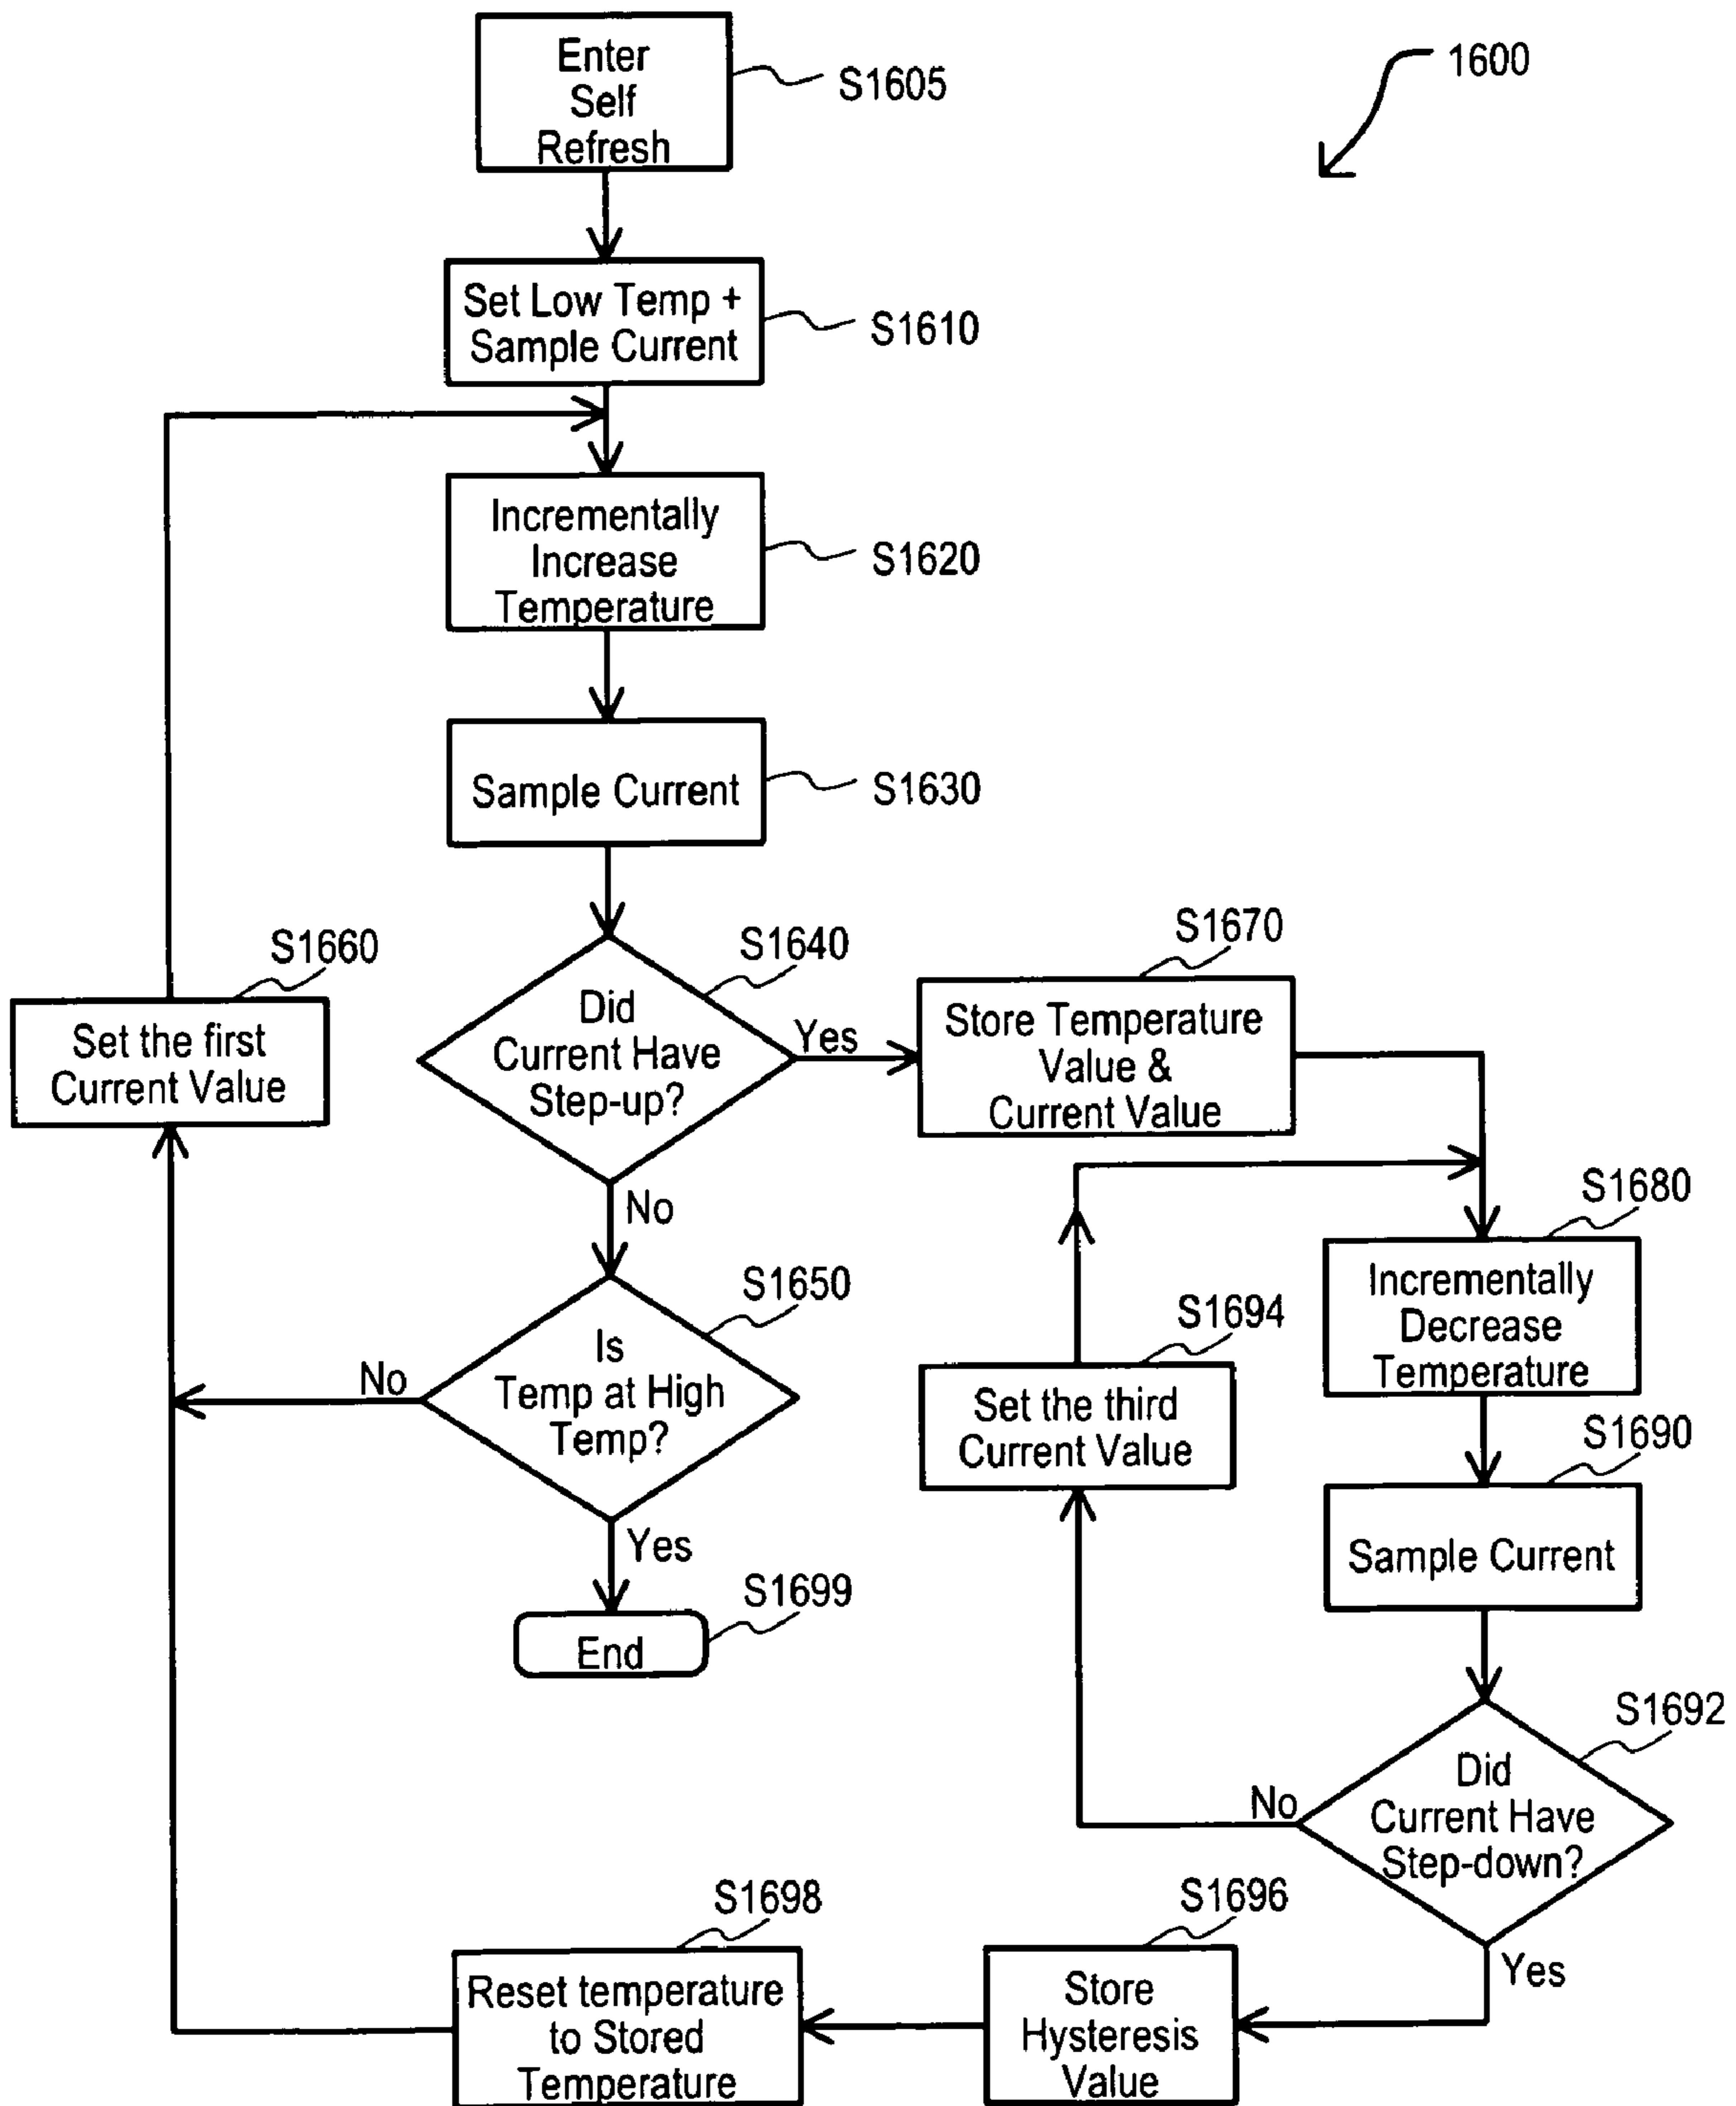 Enter
Self
Refresh
S1605
1600
Set Low Temp +
Sample Current
S1610
Incrementally
Increase
Temperature
S1620
Sample Current
S1630
S1660
Set the first
Current Value
S1640
Did
Current Have
Step-up?
Yes
No
S1670
Store Temperature
Value &
Current Value
S1650
Is
Temp at High
Temp?
No
Yes
S1699
End
S1680
Incrementally
Decrease
Temperature
S1694
Set the third
Current Value
S1690
Sample Current
S1692
Did
Current Have
Step-down?
No
Yes
S1696
Store
Hysteresis
Value
S1698
Reset temperature
to Stored
Temperature